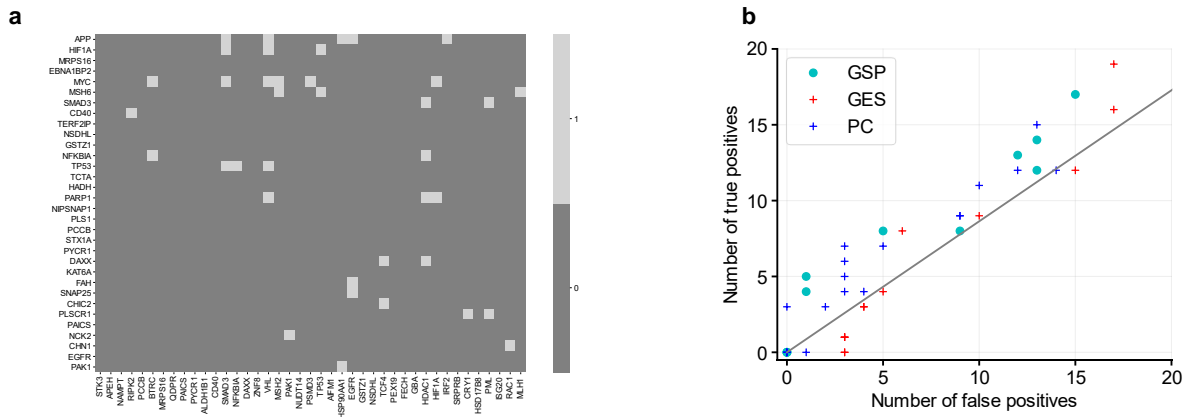 a
APP
HIF1A
MRPS16
EBNA1BP2
MYC
MSH6
SMAD3
CD40
TERF2IP
NSDHL
GSTZ1
NFKBIA
TP53
TCTA
HADH
PARP1
NIPSNAP1
PLS1
PCCB
STX1A
PYCR1
DAXX
KAT6A
FAH
SNAP25
CHIC2
PLSCR1
PAICS
NCK2
CHN1
EGFR
PAK1
STK3
APEH
NAMPT
RIPK2
PCCB
BTRC
MRPS16
QDPR
PAICS
PYCR1
ALDH1B1
CD40
SMAD3
NFKBIA
DAXX
ZNF8
VHL
MSH2
PAK1
NUDT14
PSMD3
TP53
AIFM1
HSP90AA1
EGFR
GSTZ1
NSDHL
TCF4
PEX19
FECH
GBA
HDAC1
HIF1A
IRF2
SRPRB
CRY1
HSD17B8
PML
ISG20
RAC1
MLH1
1
0
b
20
15
10
5
0
Number of true positives
GSP
GES
PC
0 5 10 15 20
Number of false positives